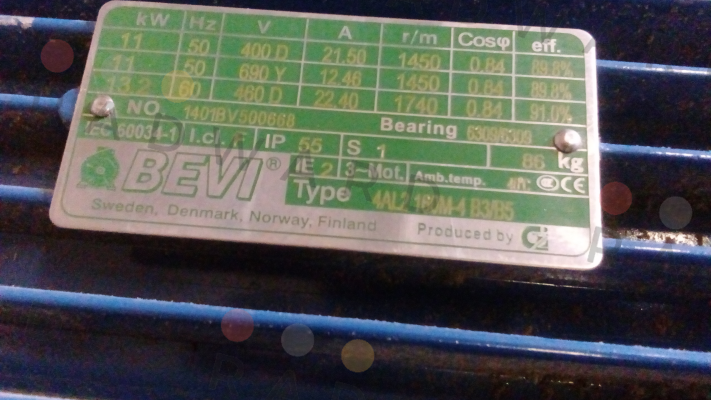 kW Hz V A r/m Cosφ eff.
11 50 400 D 21.50 1450 0.84 89.8%
11 50 690 Y 12.46 1450 0.84 89.8%
13.2 60 460 D 22.40 1740 0.84 91.0%
NO. 1401BV500668 Bearing 6309/6309
IEC 60034-1 I.C. IP 55 S 1 86 kg
BEVI® IE 2 3-Mot. Amb.temp. CE
Type 4AL2 160M-4 B3/B5
Sweden, Denmark, Norway, Finland Produced by